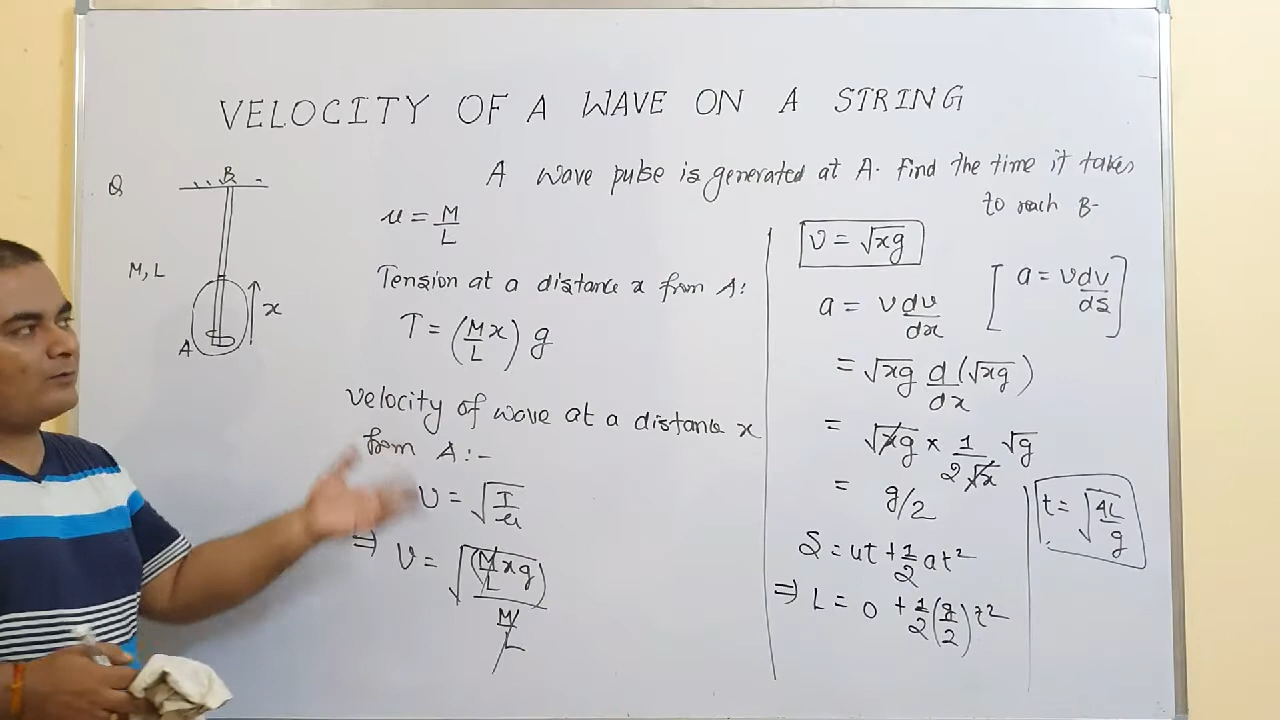 VELOCITY OF A WAVE ON A STRING
Q
A wave pulse is generated at A. Find the time it takes
to reach B-
B
M, L
x
A
u = M/L
Tension at a distance x from A:
T = (M/L x) g
velocity of wave at a distance x
from A:-
v = √(T/u)
⇒ v = √((M/L xg)/(M/L))
v = √xg
a = v dv/dx [a = v dv/ds]
= √xg d/dx (√xg)
= √xg × 1/2√x √g
= g/2
S = ut + 1/2 at²
⇒ L = 0 + 1/2 (g/2) t²
t = √(4L/g)